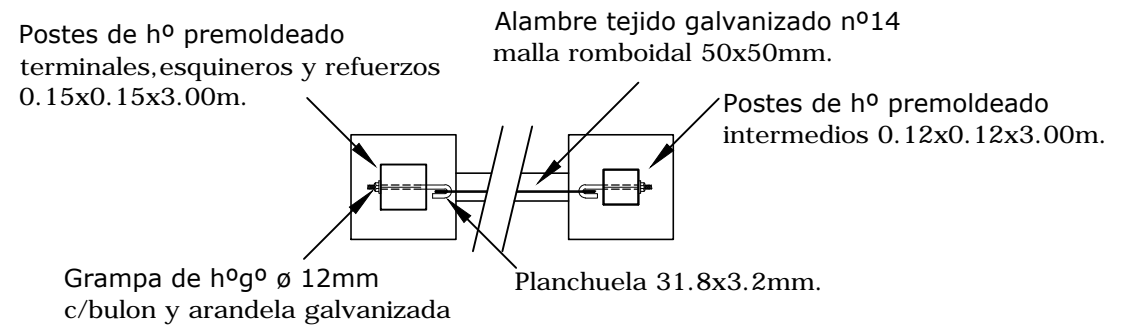 Postes de hº premoldeado
terminales,esquineros y refuerzos
0.15x0.15x3.00m.
Alambre tejido galvanizado nº14
malla romboidal 50x50mm.
Postes de hº premoldeado
intermedios 0.12x0.12x3.00m.
Grampa de hºgº ø 12mm
c/bulon y arandela galvanizada
Planchuela 31.8x3.2mm.